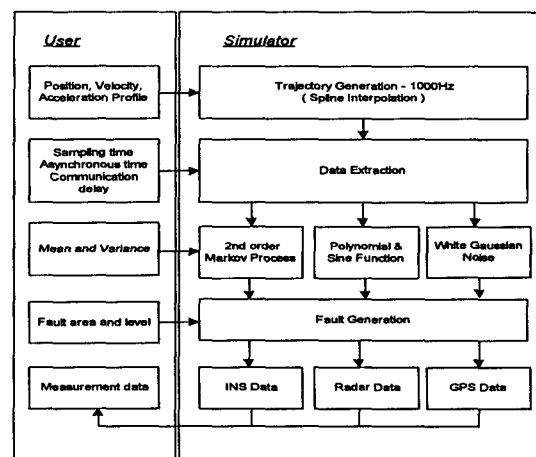 User
Simulator
Position, Velocity,
Acceleration Profile
Trajectory Generation - 1000Hz
( Spline Interpolation )
Sampling time
Asynchronous time
Communication
delay
Data Extraction
Mean and Variance
2nd order
Markov Process
Polynomial &
Sine Function
White Gaussian
Noise
Fault area and level
Fault Generation
Measurement data
INS Data
Radar Data
GPS Data